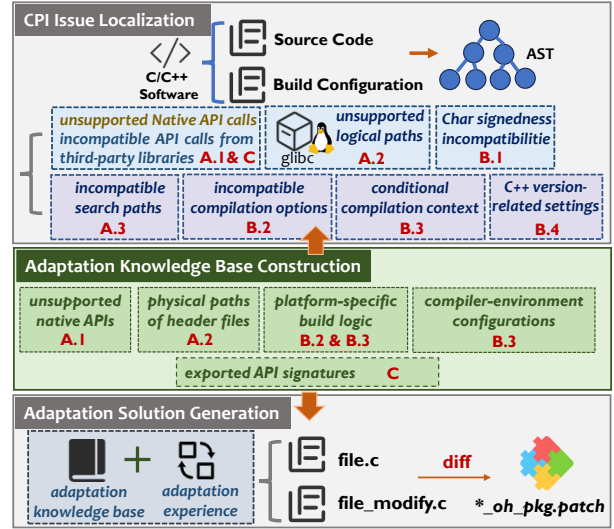 CPI Issue Localization
C/C++
Software
</>
Source Code
Build Configuration
AST
unsupported Native API calls
incompatible API calls from
third-party libraries A.1 & C
glibc
unsupported
logical paths
A.2
Char signedness
incompatibilitie
B.1
incompatible
search paths
A.3
incompatible
compilation options
B.2
conditional
compilation context
B.3
C++ version-
related settings
B.4
Adaptation Knowledge Base Construction
unsupported
native APIs
A.1
physical paths
of header files
A.2
platform-specific
build logic
B.2 & B.3
compiler-environment
configurations
B.3
exported API signatures C
Adaptation Solution Generation
adaptation
knowledge base
adaptation
experience
file.c
file_modify.c
diff
*_oh_pkg.patch